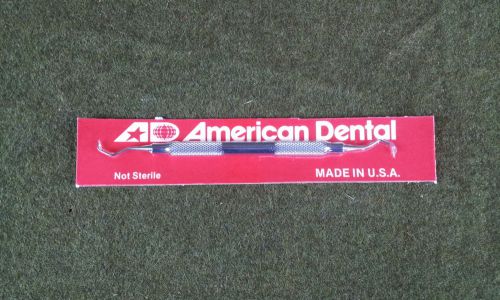 AD American Dental
Not Sterile
MADE IN U.S.A.